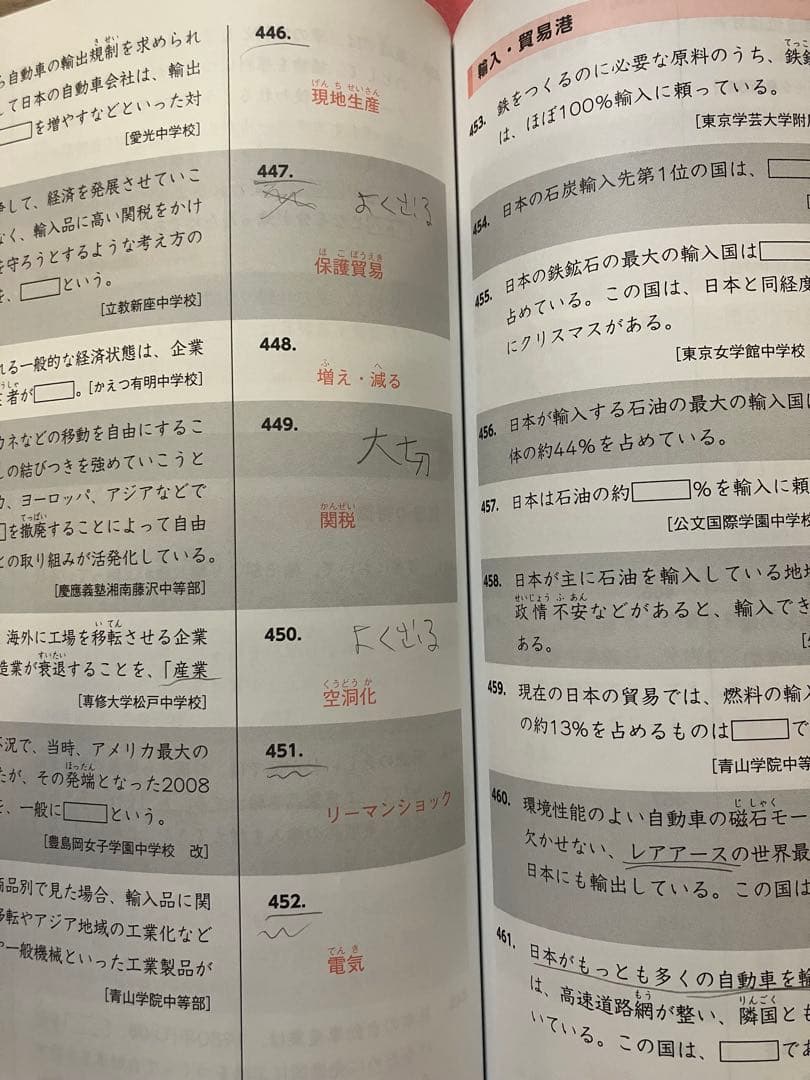 ら自動車の輸出規制を求められ
して日本の自動車会社は、輸出
を増やすなどといった対
[愛光中学校]
446.
現地生産
争して、経済を発展させていこ
なく、輸入品に高い関税をかけ
を守ろうとするような考え方の
を、□という。
[立教新座中学校]
447.
よく出る
保護貿易
れる一般的な経済状態は、企業
者が□。[かえつ有明中学校]
448.
増え・減る
カネなどの移動を自由にするこ
しの結びつきを強めていこうと
カ、ヨーロッパ、アジアなどで
を撤廃することによって自由
との取り組みが活発化している。
[慶應義塾湘南藤沢中等部]
449.
大切
関税
海外に工場を移転させる企業
造業が衰退することを、「産業
[専修大学松戸中学校]
450.
よく出る
空洞化
不況で、当時、アメリカ最大の
たが、その発端となった2008
を、一般に□という。
[豊島岡女子学園中学校 改]
451.
リーマンショック
商品別で見た場合、輸入品に関
移転やアジア地域の工業化など
や一般機械といった工業製品が
[青山学院中等部]
452.
電気
輸入・貿易港
453. 鉄をつくるのに必要な原料のうち、鉄鉱
は、ほぼ100%輸入に頼っている。
[東京学芸大学附属
454. 日本の石炭輸入先第1位の国は、
455. 日本の鉄鉱石の最大の輸入国は
占めている。この国は、日本と同経度
にクリスマスがある。
[東京女学館中学校
456. 日本が輸入する石油の最大の輸入国は
体の約44%を占めている。
457. 日本は石油の約□%を輸入に頼
[公文国際学園中学校
458. 日本が主に石油を輸入している地域
政情不安などがあると、輸入でき
ある。
459. 現在の日本の貿易では、燃料の輸入
の約13%を占めるものは□で
[青山学院中等
460. 環境性能のよい自動車の磁石モー
欠かせない、レアアースの世界最
日本にも輸出している。この国は
461. 日本がもっとも多くの自動車を輸
は、高速道路網が整い、隣国とも
いている。この国は、□であ